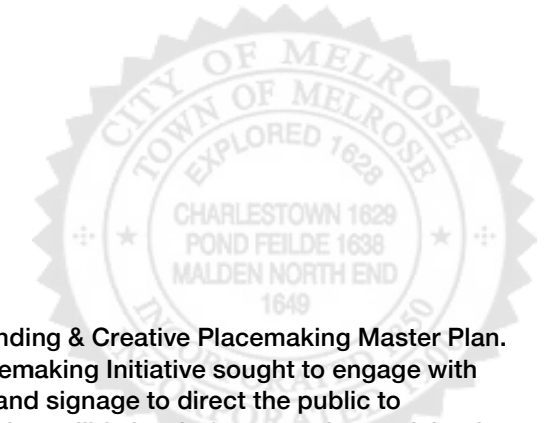 CITY OF MELROSE
TOWN OF MELROSE
EXPLORED 1628
CHARLESTOWN 1629
POND FEILDE 1638
MALDEN NORTH END
1649
nding & Creative Placemaking Master Plan.
emaking Initiative sought to engage with
and signage to direct the public to